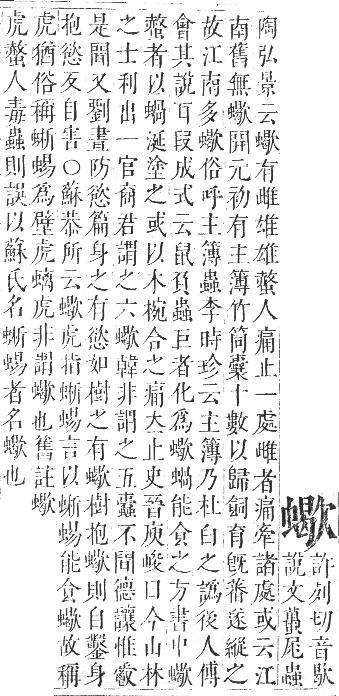 蠍
許列切音歇
說文蠆尾蟲
陶弘景云蠍有雌雄雄螫人痛止一處雌者痛牽諸處或云江
南舊無蠍開元初有主簿竹筒囊十數以歸飼育旣蕃遂縱之
故江南多蠍俗呼主簿蟲李時珍云主簿乃杜白之譌後人傅
會其說耳段成式云鼠負蟲巨者化爲蠍蝸能食之方書中蠍
螫者以蝸涎塗之或以木椀合之痛立止史晉庾峻曰今山林
之士利出一官商君謂之六蠍韓非謂之五蠹不聞德讓惟
是聞又劉晝防慾篇身之有慾如樹之有蠍樹抱蠍則自鑿身
抱慾反自害○蘇恭所云蠍虎指蜥蜴言以蜥蜴能食蠍故稱
虎猶俗稱蜥蜴爲壁虎螭虎非謂蠍也舊註蠍
虎螫人毒蟲則誤以蘇氏名蜥蜴者名蠍也